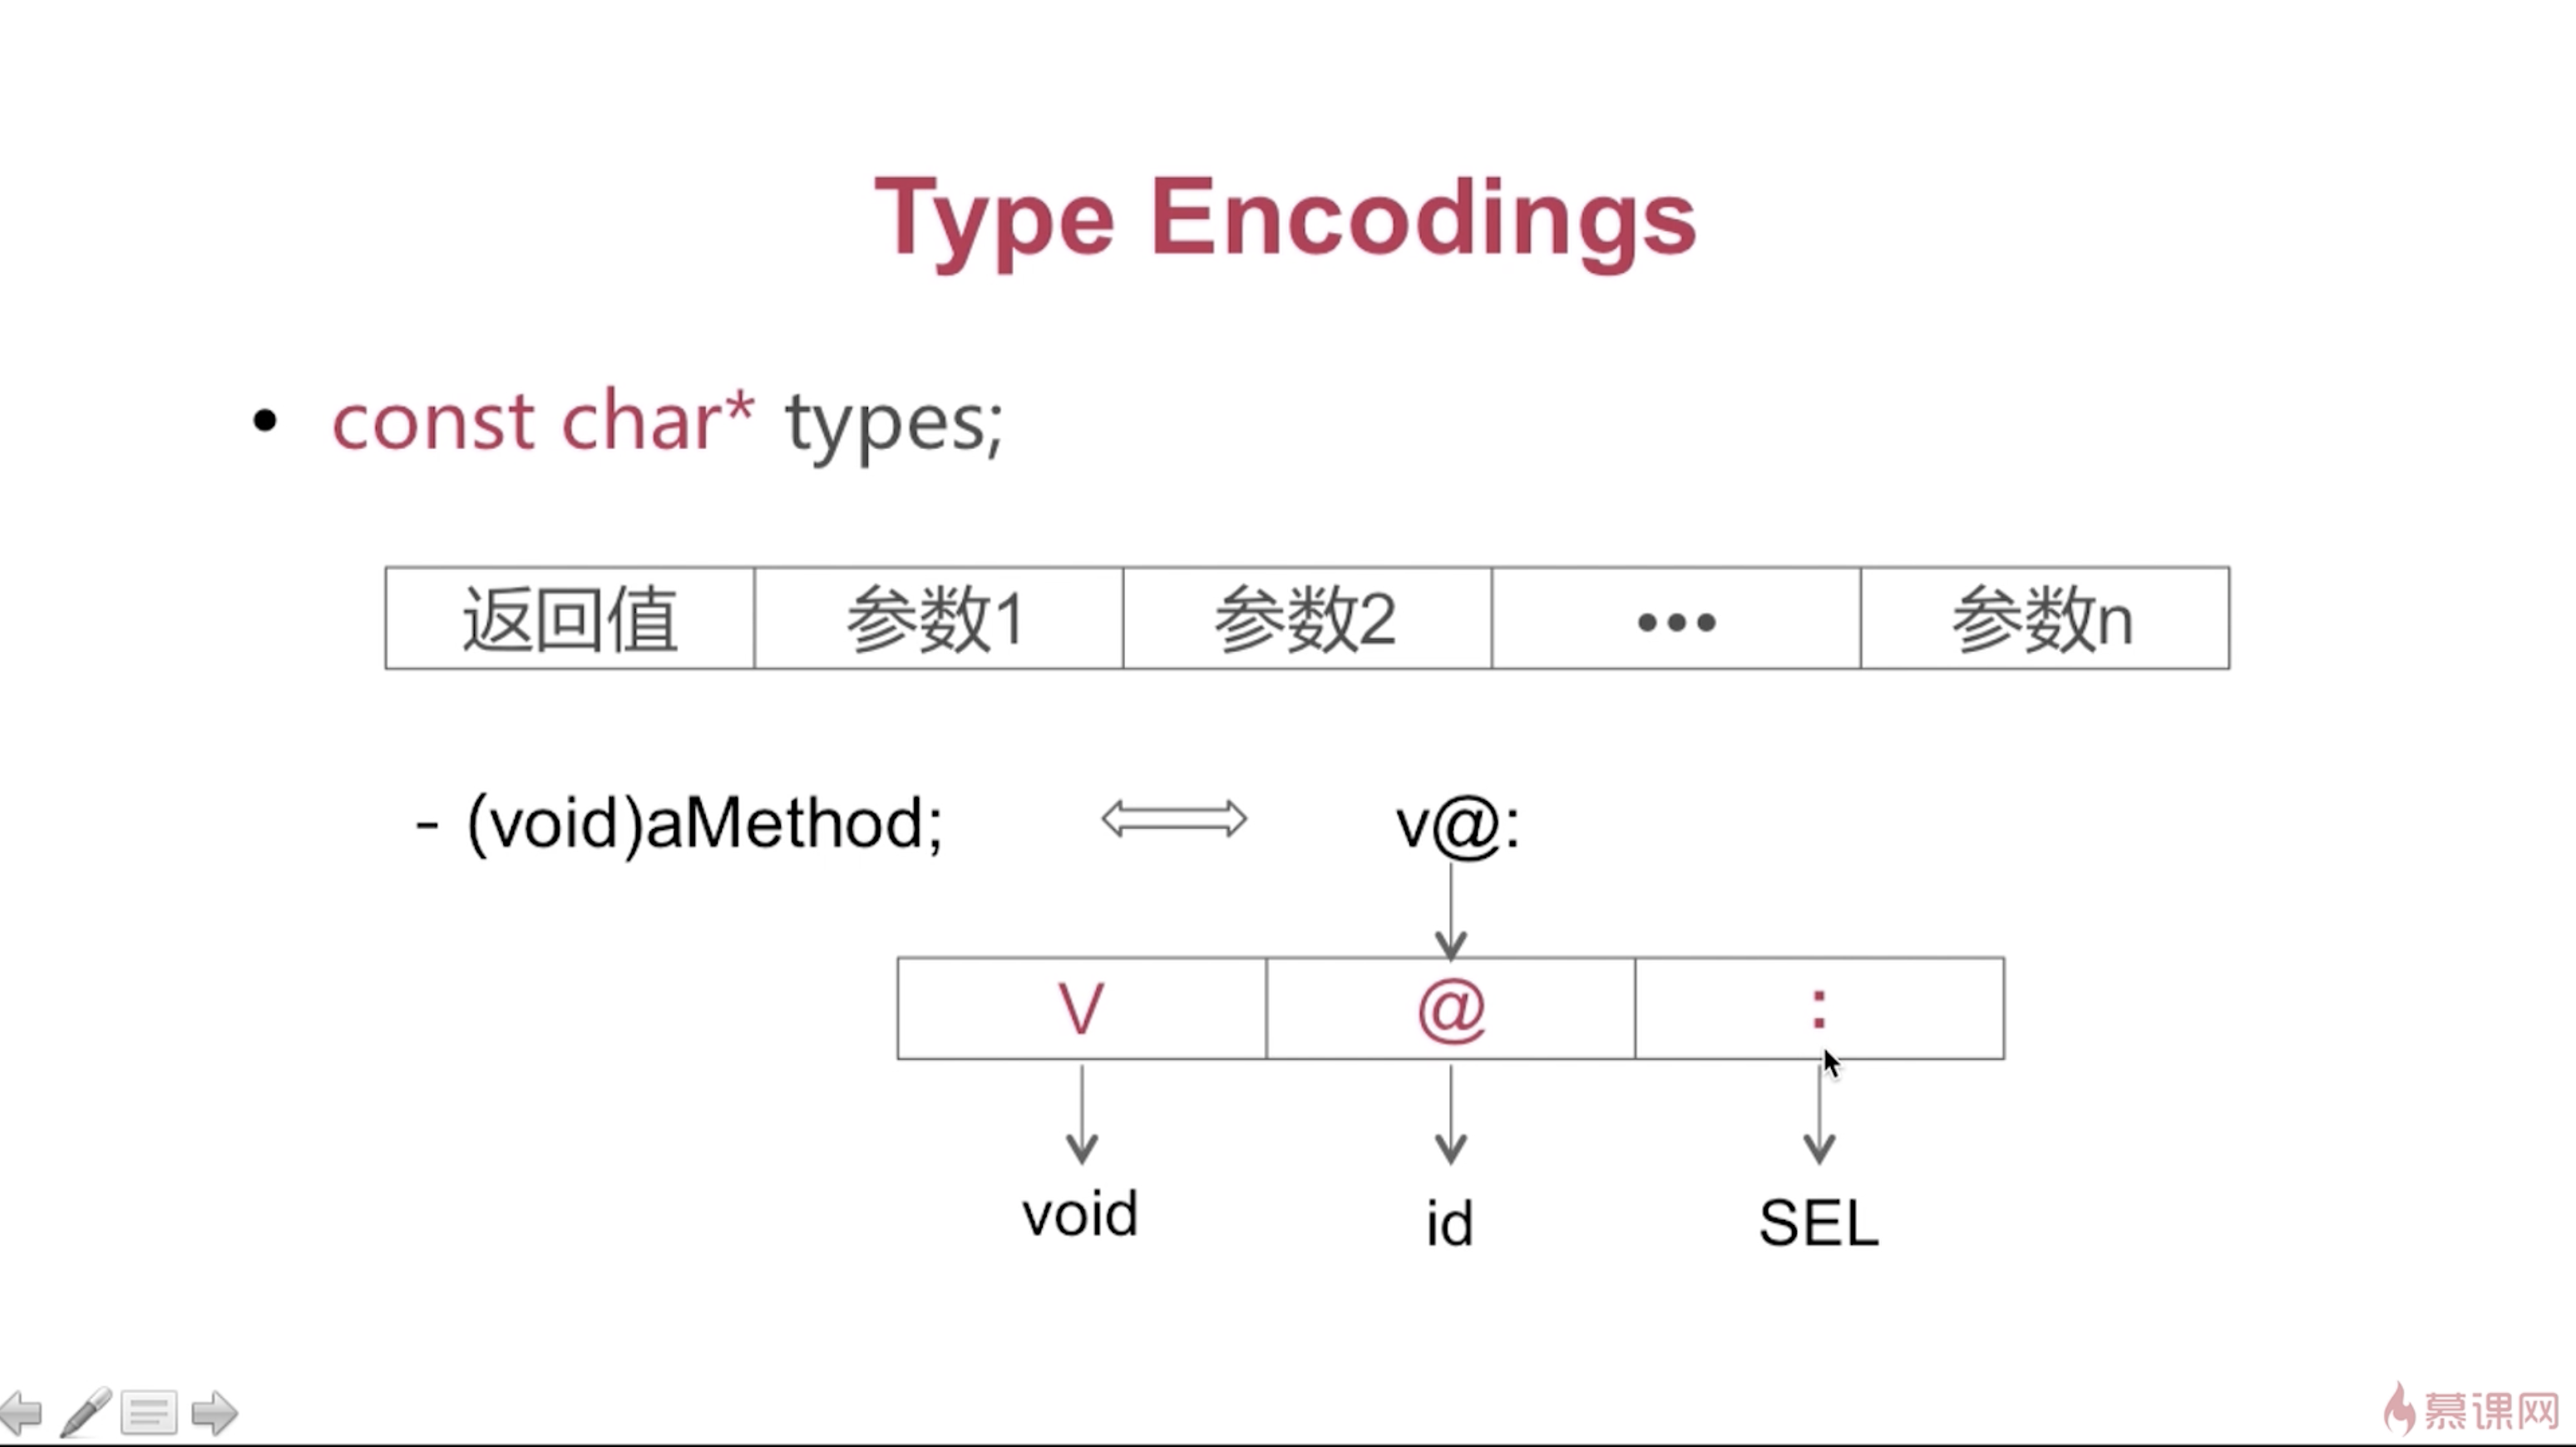 Type Encodings
• const char* types;
返回值 参数1 参数2 ••• 参数n
- (void)aMethod; v@:
V @ :
void id SEL
慕课网